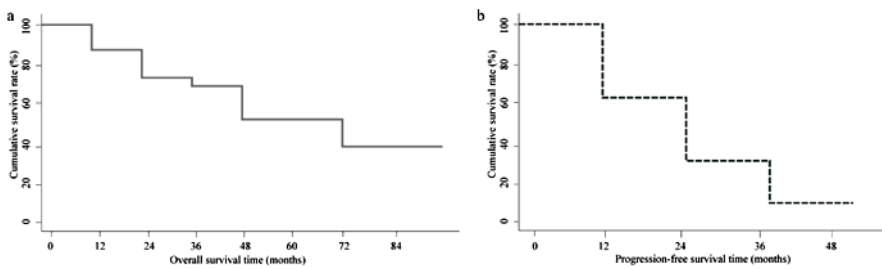 a
Cumulative survival rate (%)
100
80
60
40
20
0
0 12 24 36 48 60 72 84
Overall survival time (months)
b
Cumulative survival rate (%)
100
80
60
40
20
0
0 12 24 36 48
Progression-free survival time (months)